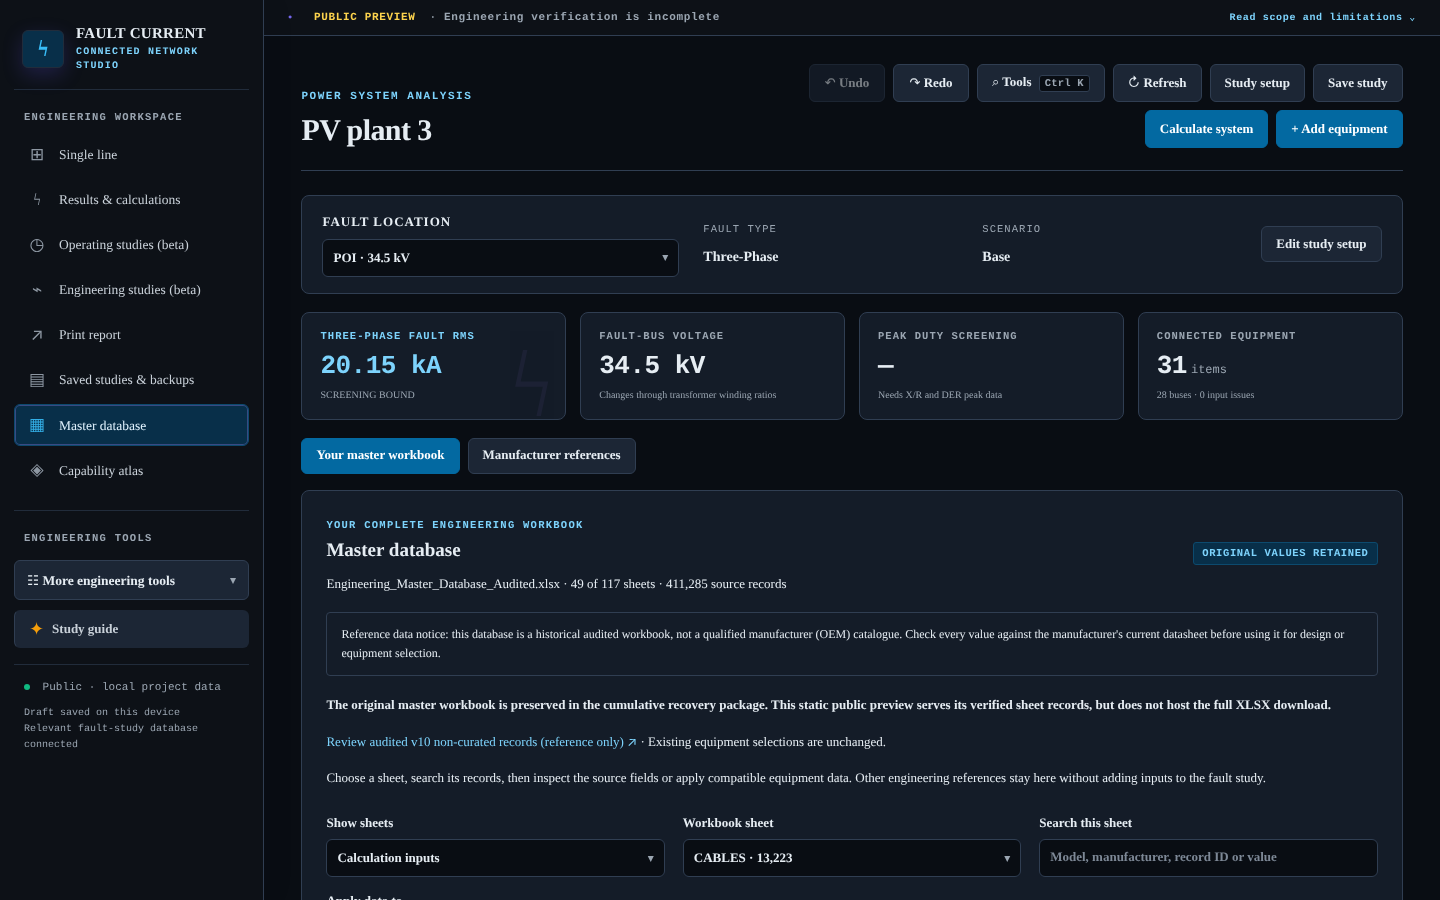 FAULT CURRENT
CONNECTED NETWORK
STUDIO
ENGINEERING WORKSPACE
Single line
Results & calculations
Operating studies (beta)
Engineering studies (beta)
Print report
Saved studies & backups
Master database
Capability atlas
ENGINEERING TOOLS
More engineering tools
Study guide
Public · local project data
Draft saved on this device
Relevant fault-study database
connected
PUBLIC PREVIEW · Engineering verification is incomplete
Read scope and limitations
POWER SYSTEM ANALYSIS
PV plant 3
↶ Undo
↷ Redo
Tools Ctrl K
Refresh
Study setup
Save study
Calculate system
+ Add equipment
FAULT LOCATION
POI · 34.5 kV
FAULT TYPE
Three-Phase
SCENARIO
Base
Edit study setup
THREE-PHASE FAULT RMS
20.15 kA
SCREENING BOUND
FAULT-BUS VOLTAGE
34.5 kV
Changes through transformer winding ratios
PEAK DUTY SCREENING
—
Needs X/R and DER peak data
CONNECTED EQUIPMENT
31 items
28 buses · 0 input issues
Your master workbook
Manufacturer references
YOUR COMPLETE ENGINEERING WORKBOOK
Master database
ORIGINAL VALUES RETAINED
Engineering_Master_Database_Audited.xlsx · 49 of 117 sheets · 411,285 source records
Reference data notice: this database is a historical audited workbook, not a qualified manufacturer (OEM) catalogue. Check every value against the manufacturer's current datasheet before using it for design or
equipment selection.
The original master workbook is preserved in the cumulative recovery package. This static public preview serves its verified sheet records, but does not host the full XLSX download.
Review audited v10 non-curated records (reference only) ↗ · Existing equipment selections are unchanged.
Choose a sheet, search its records, then inspect the source fields or apply compatible equipment data. Other engineering references stay here without adding inputs to the fault study.
Show sheets
Calculation inputs
Workbook sheet
CABLES · 13,223
Search this sheet
Model, manufacturer, record ID or value
Apply data to